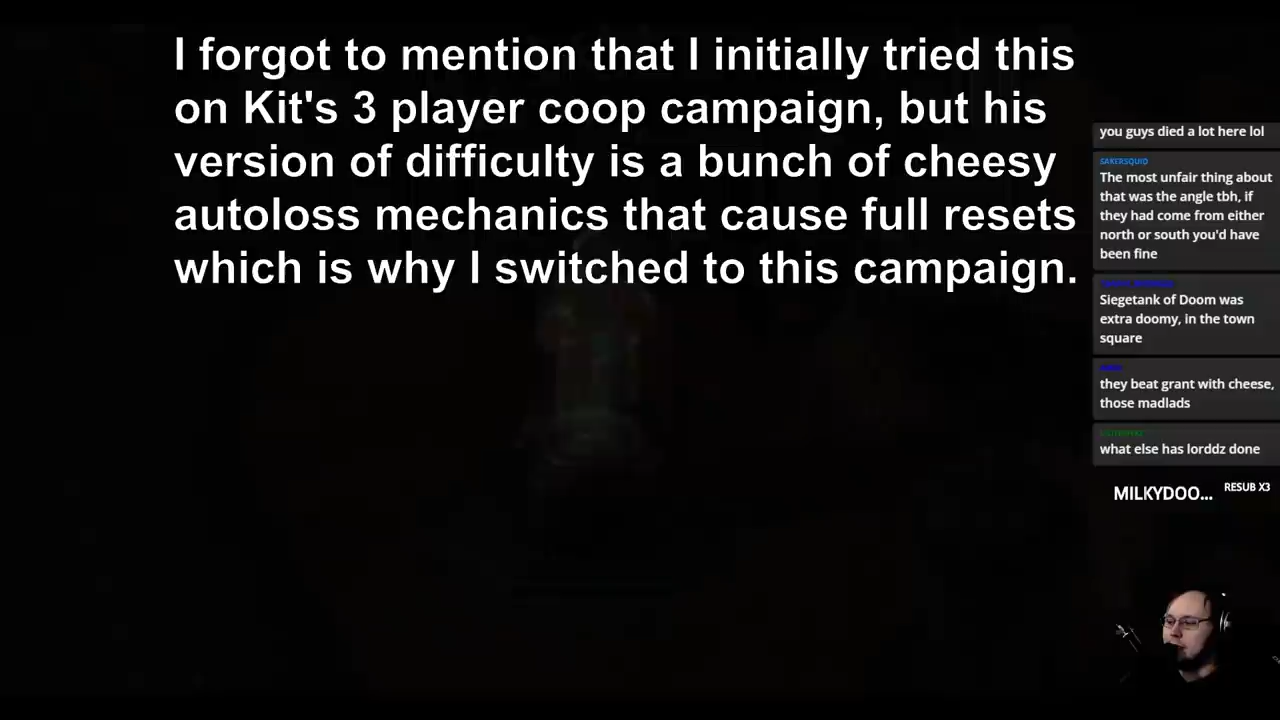 I forgot to mention that I initially tried this
on Kit's 3 player coop campaign, but his
version of difficulty is a bunch of cheesy
autoloss mechanics that cause full resets
which is why I switched to this campaign.
you guys died a lot here lol
SAKERSQUID
The most unfair thing about
that was the angle tbh, if
they had come from either
north or south you'd have
been fine
Siegetank of Doom was
extra doomy, in the town
square
they beat grant with cheese,
those madlads
what else has lorddz done
MILKYDOO... RESUB X3